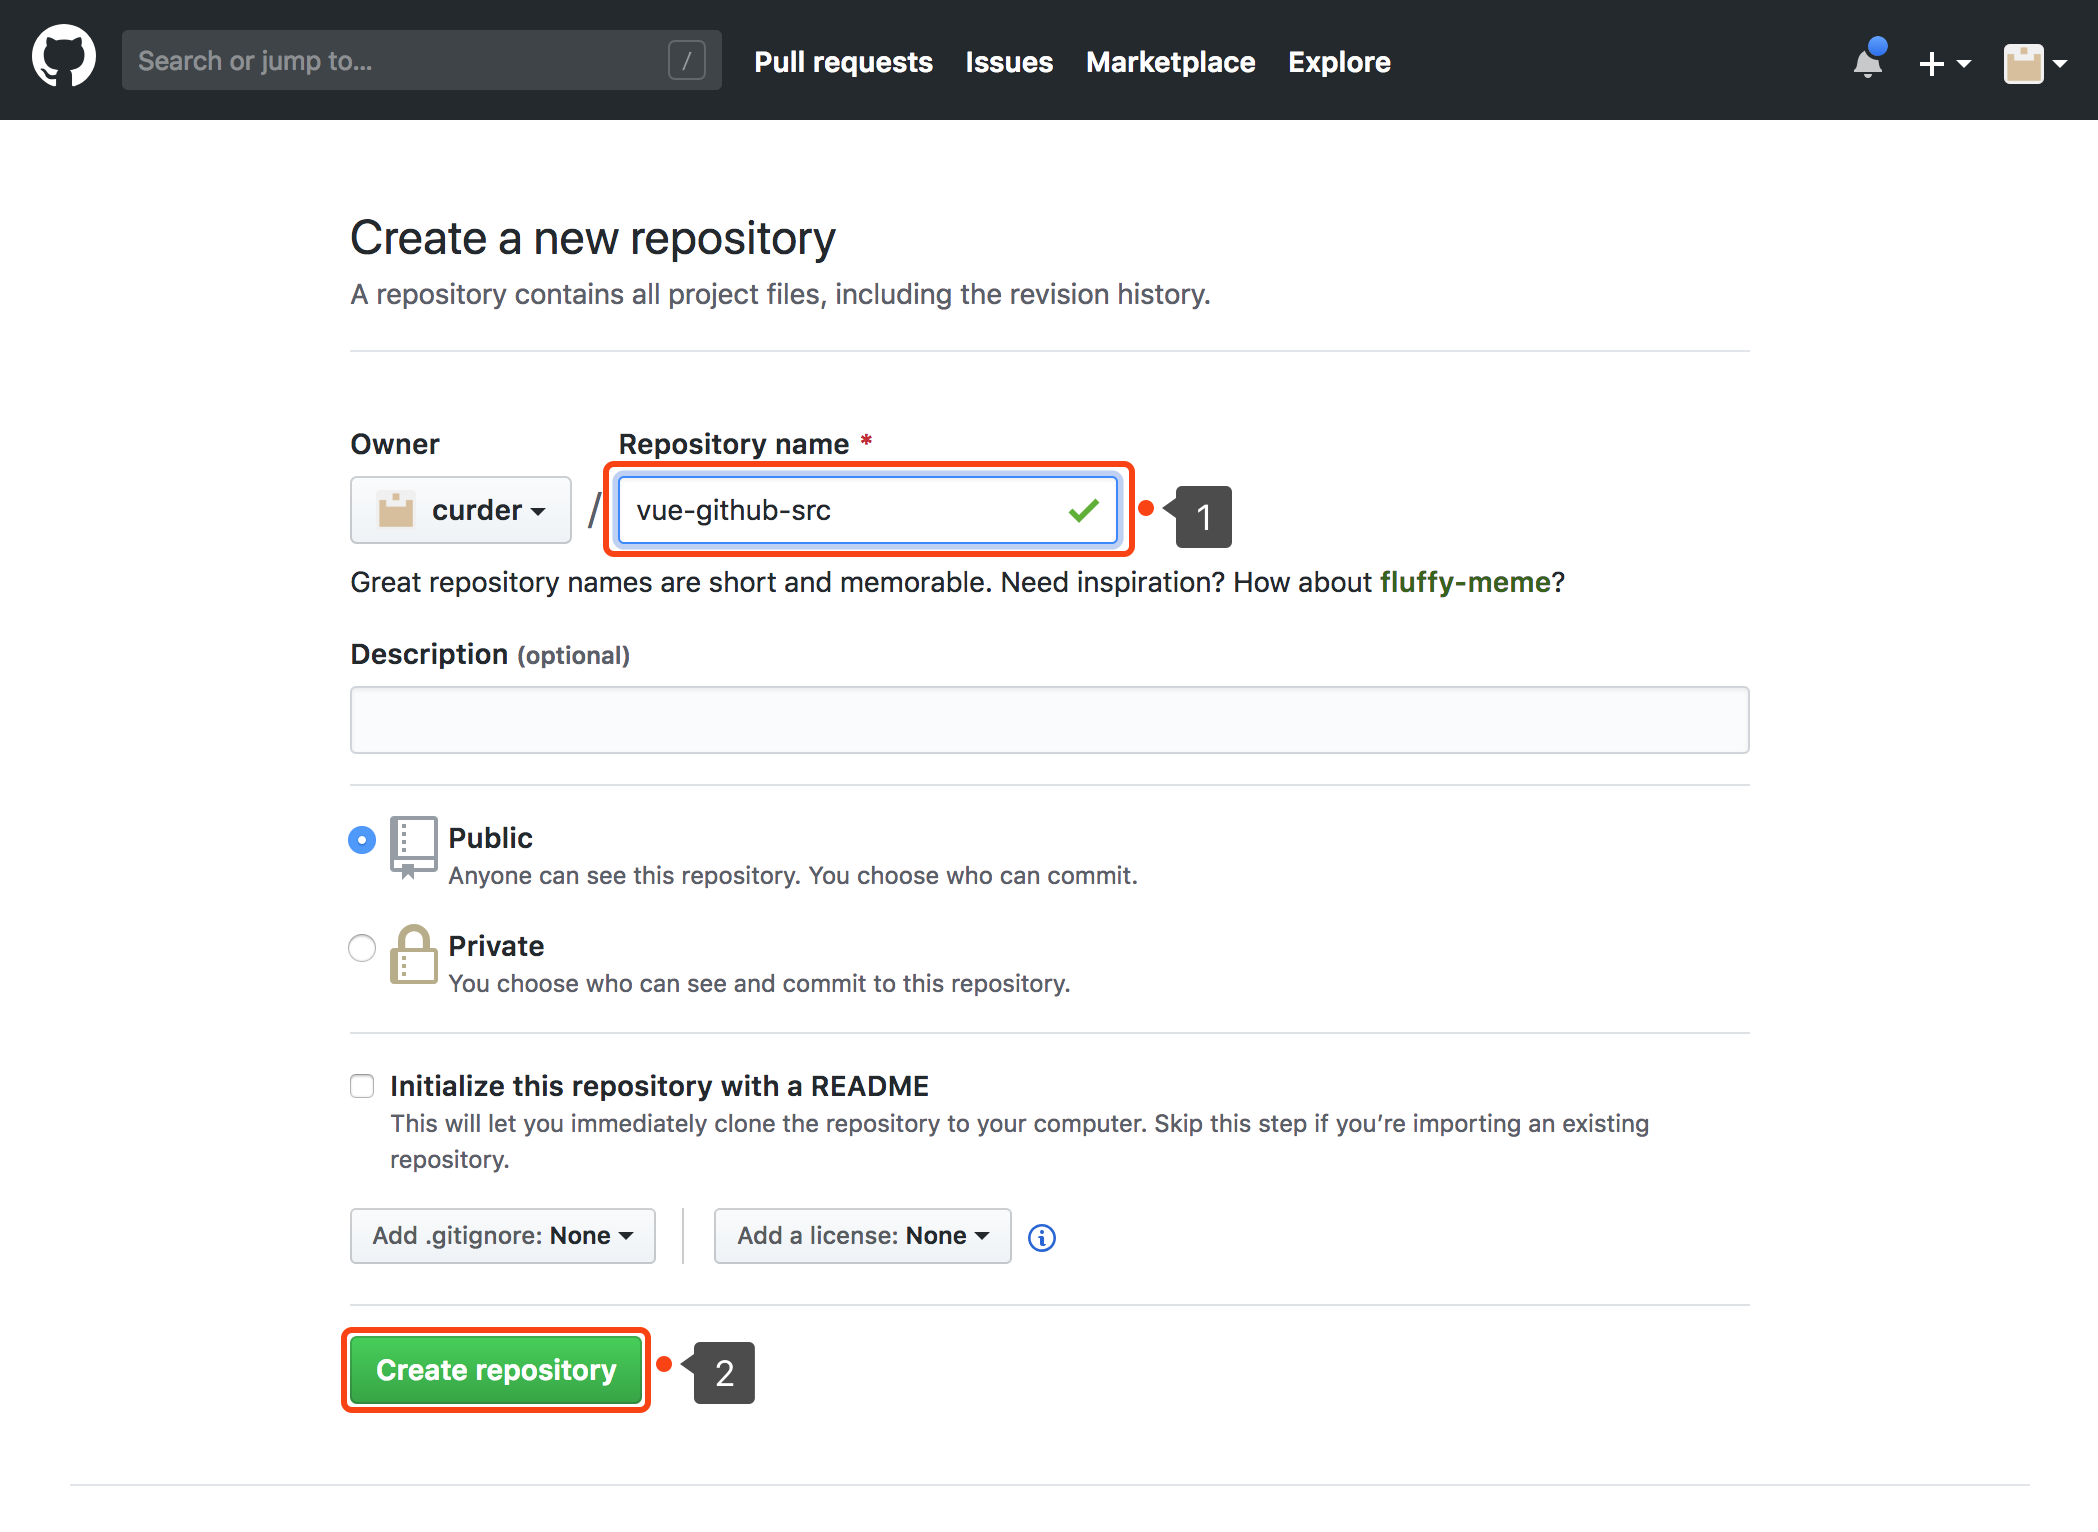 Search or jump to... / Pull requests Issues Marketplace Explore
Create a new repository
A repository contains all project files, including the revision history.
Owner Repository name *
curder / vue-github-src 1
Great repository names are short and memorable. Need inspiration? How about fluffy-meme?
Description (optional)
Public
Anyone can see this repository. You choose who can commit.
Private
You choose who can see and commit to this repository.
Initialize this repository with a README
This will let you immediately clone the repository to your computer. Skip this step if you’re importing an existing
repository.
Add .gitignore: None Add a license: None
Create repository 2